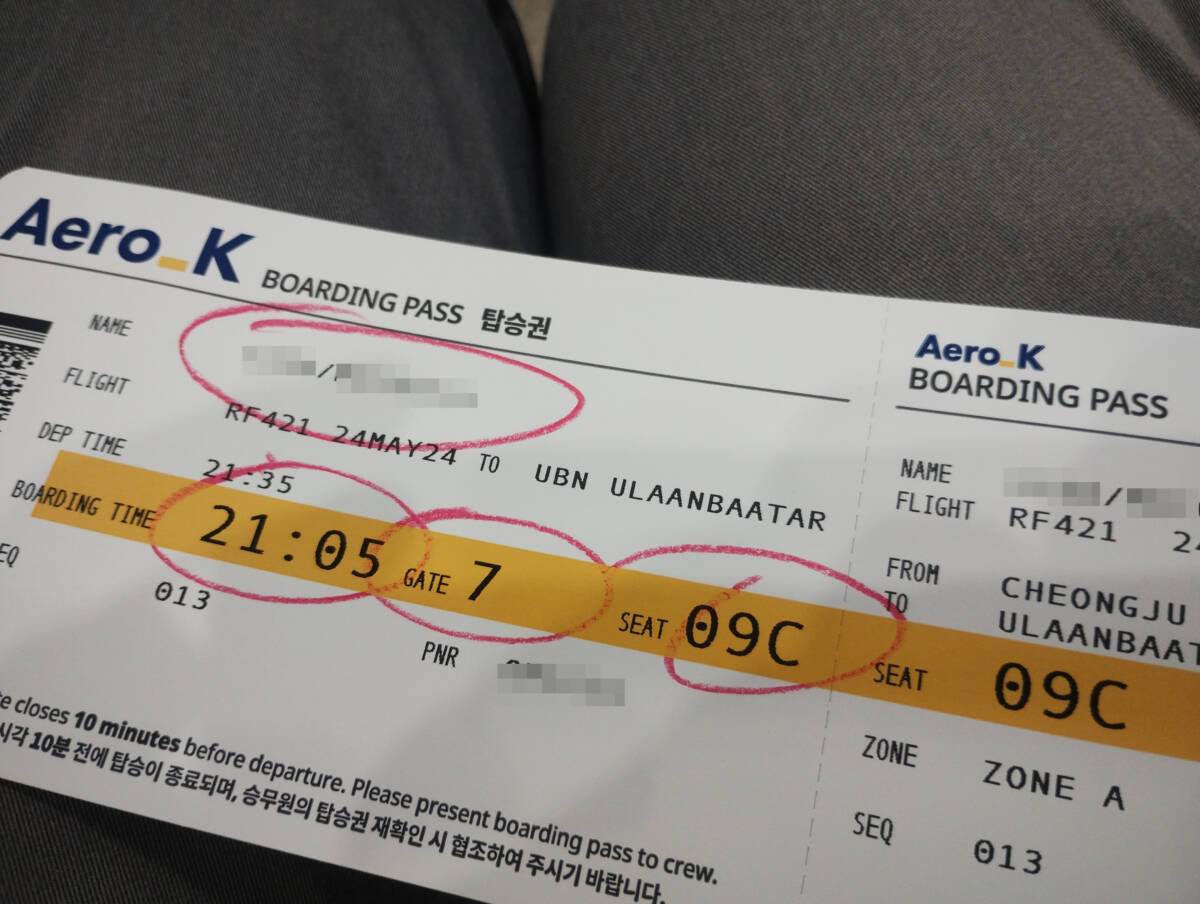 Aero_K BOARDING PASS 탑승권
NAME /
FLIGHT RF421 24MAY24 TO UBN ULAANBAATAR
DEP TIME 21:35
BOARDING TIME 21:05 GATE 7 SEAT 09C
EQ 013
PNR
e closes 10 minutes before departure. Please present boarding pass to crew.
시각 10분 전에 탑승이 종료되며, 승무원의 탑승권 재확인 시 협조하여 주시기 바랍니다.
Aero_K
BOARDING PASS
NAME /
FLIGHT RF421 24
FROM CHEONGJU
TO ULAANBAAT
SEAT 09C
ZONE ZONE A
SEQ 013